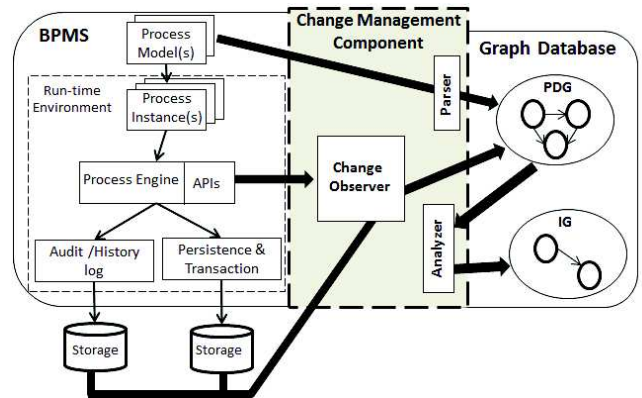 BPMS
Process
Model(s)
Run-time
Environment
Process
Instance(s)
Process Engine
APIs
Audit /History
log
Persistence &
Transaction
Storage
Storage
Change Management
Component
Parser
Change
Observer
Analyzer
Graph Database
PDG
IG